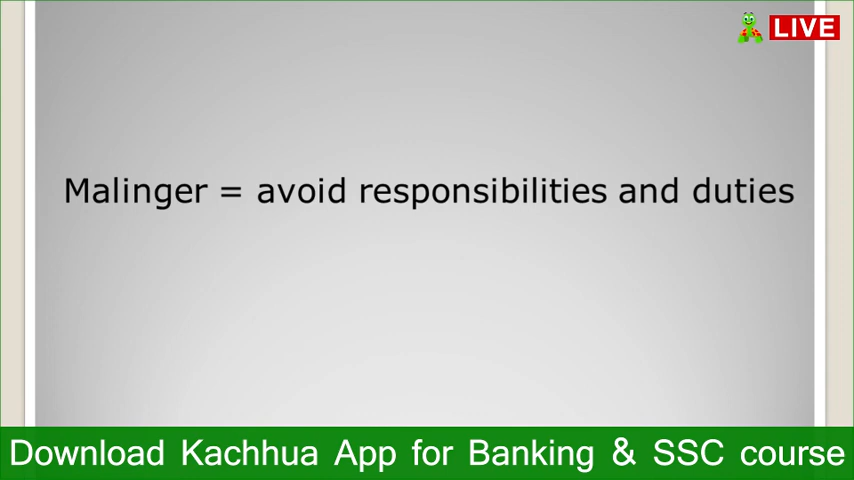 LIVE
Malinger = avoid responsibilities and duties
Download Kachhua App for Banking & SSC course